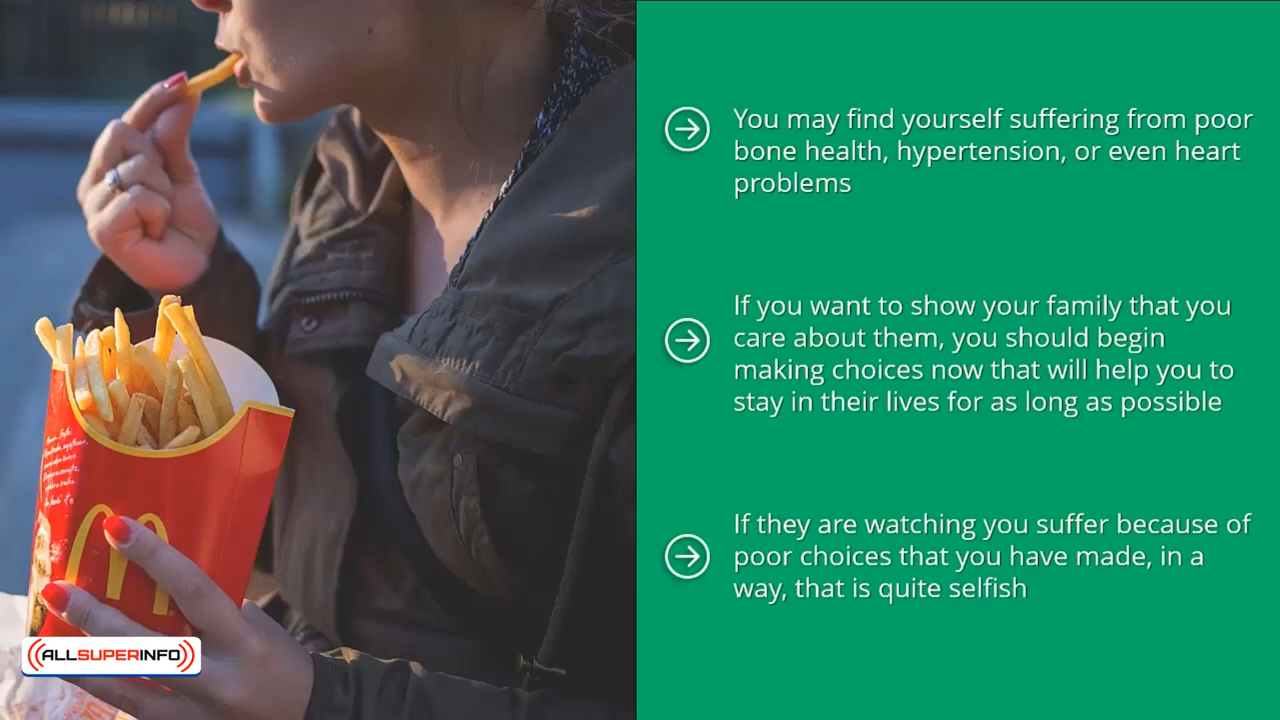 You may find yourself suffering from poor
bone health, hypertension, or even heart
problems
If you want to show your family that you
care about them, you should begin
making choices now that will help you to
stay in their lives for as long as possible
If they are watching you suffer because of
poor choices that you have made, in a
way, that is quite selfish
ALLSUPERINFO